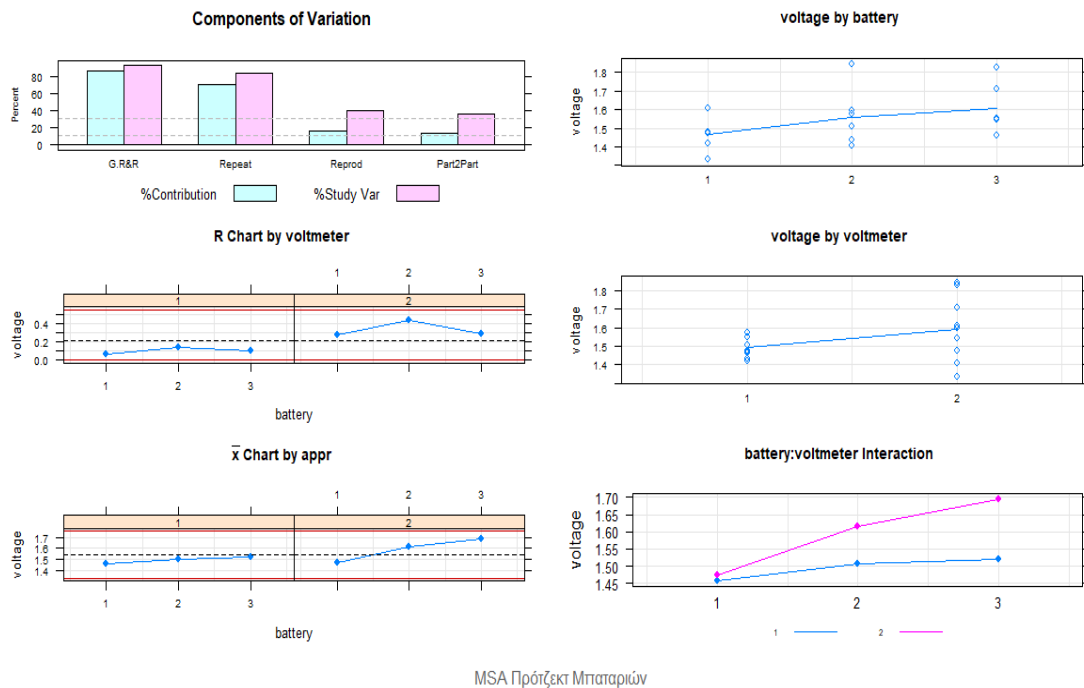 Components of Variation
Percent
80
60
40
20
0
G.R&R Repeat Reprod Part2Part
%Contribution %Study Var
voltage by battery
voltage
1.8
1.7
1.6
1.5
1.4
1 2 3
R Chart by voltmeter
1 2 3
1 2
voltage
0.4
0.2
0.0
1 2 3
battery
voltage by voltmeter
voltage
1.8
1.7
1.6
1.5
1.4
1 2
x̅ Chart by appr
1 2 3
1 2
voltage
1.7
1.6
1.5
1.4
1 2 3
battery
battery:voltmeter Interaction
voltage
1.70
1.65
1.60
1.55
1.50
1.45
1 2 3
1 2
MSA Πρότζεκτ Μπαταριών